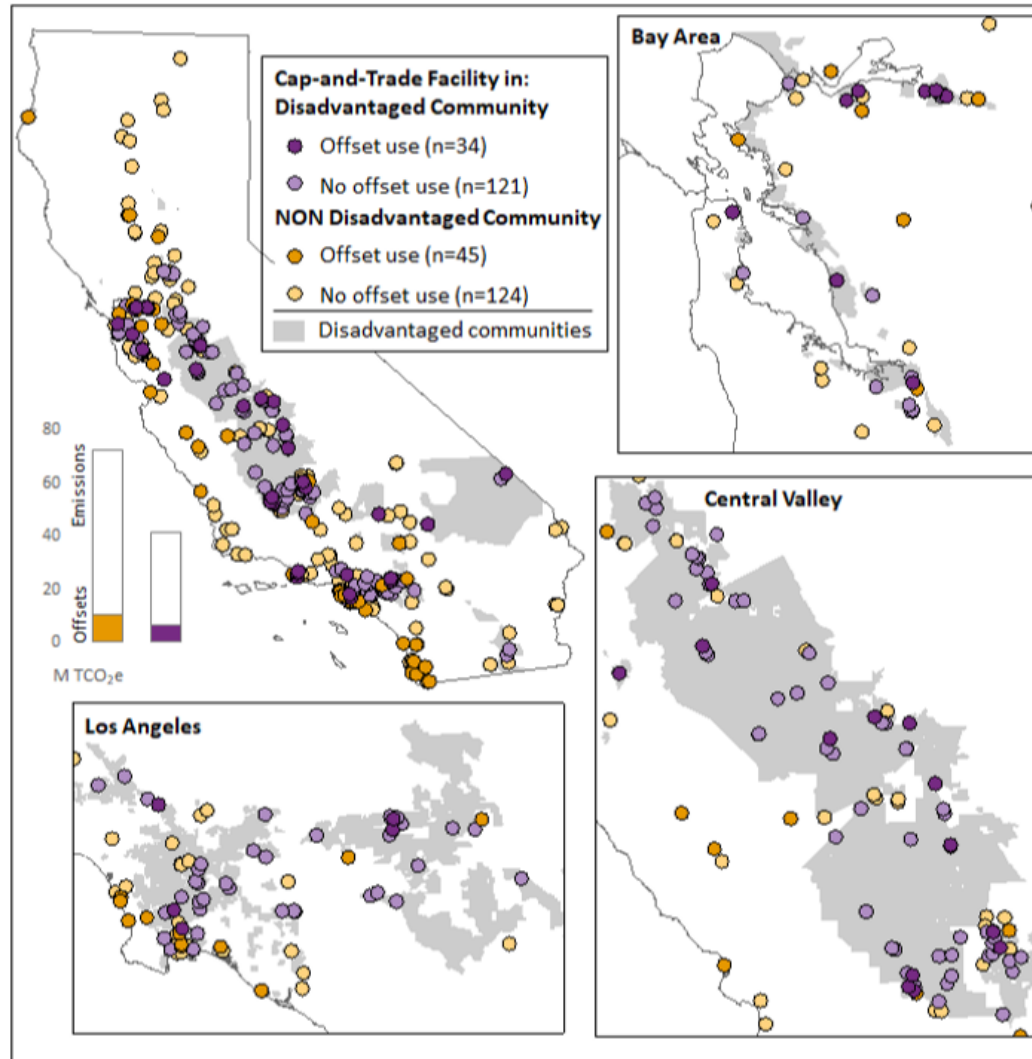 Cap-and-Trade Facility in:
Disadvantaged Community
Offset use (n=34)
No offset use (n=121)
NON Disadvantaged Community
Offset use (n=45)
No offset use (n=124)
Disadvantaged communities
Bay Area
80
60
40
20
0
Emissions
Offsets
M TCO₂e
Central Valley
Los Angeles